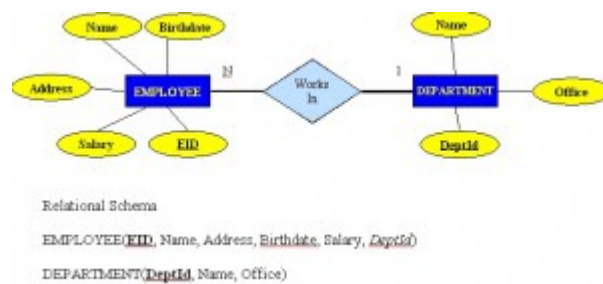 Name Birthdate Name
N 1
Address EMPLOYEE Works In DEPARTMENT Office
Salary EID DeptId
Relational Schema
EMPLOYEE(EID, Name, Address, Birthdate, Salary, DeptId)
DEPARTMENT(DeptId, Name, Office)